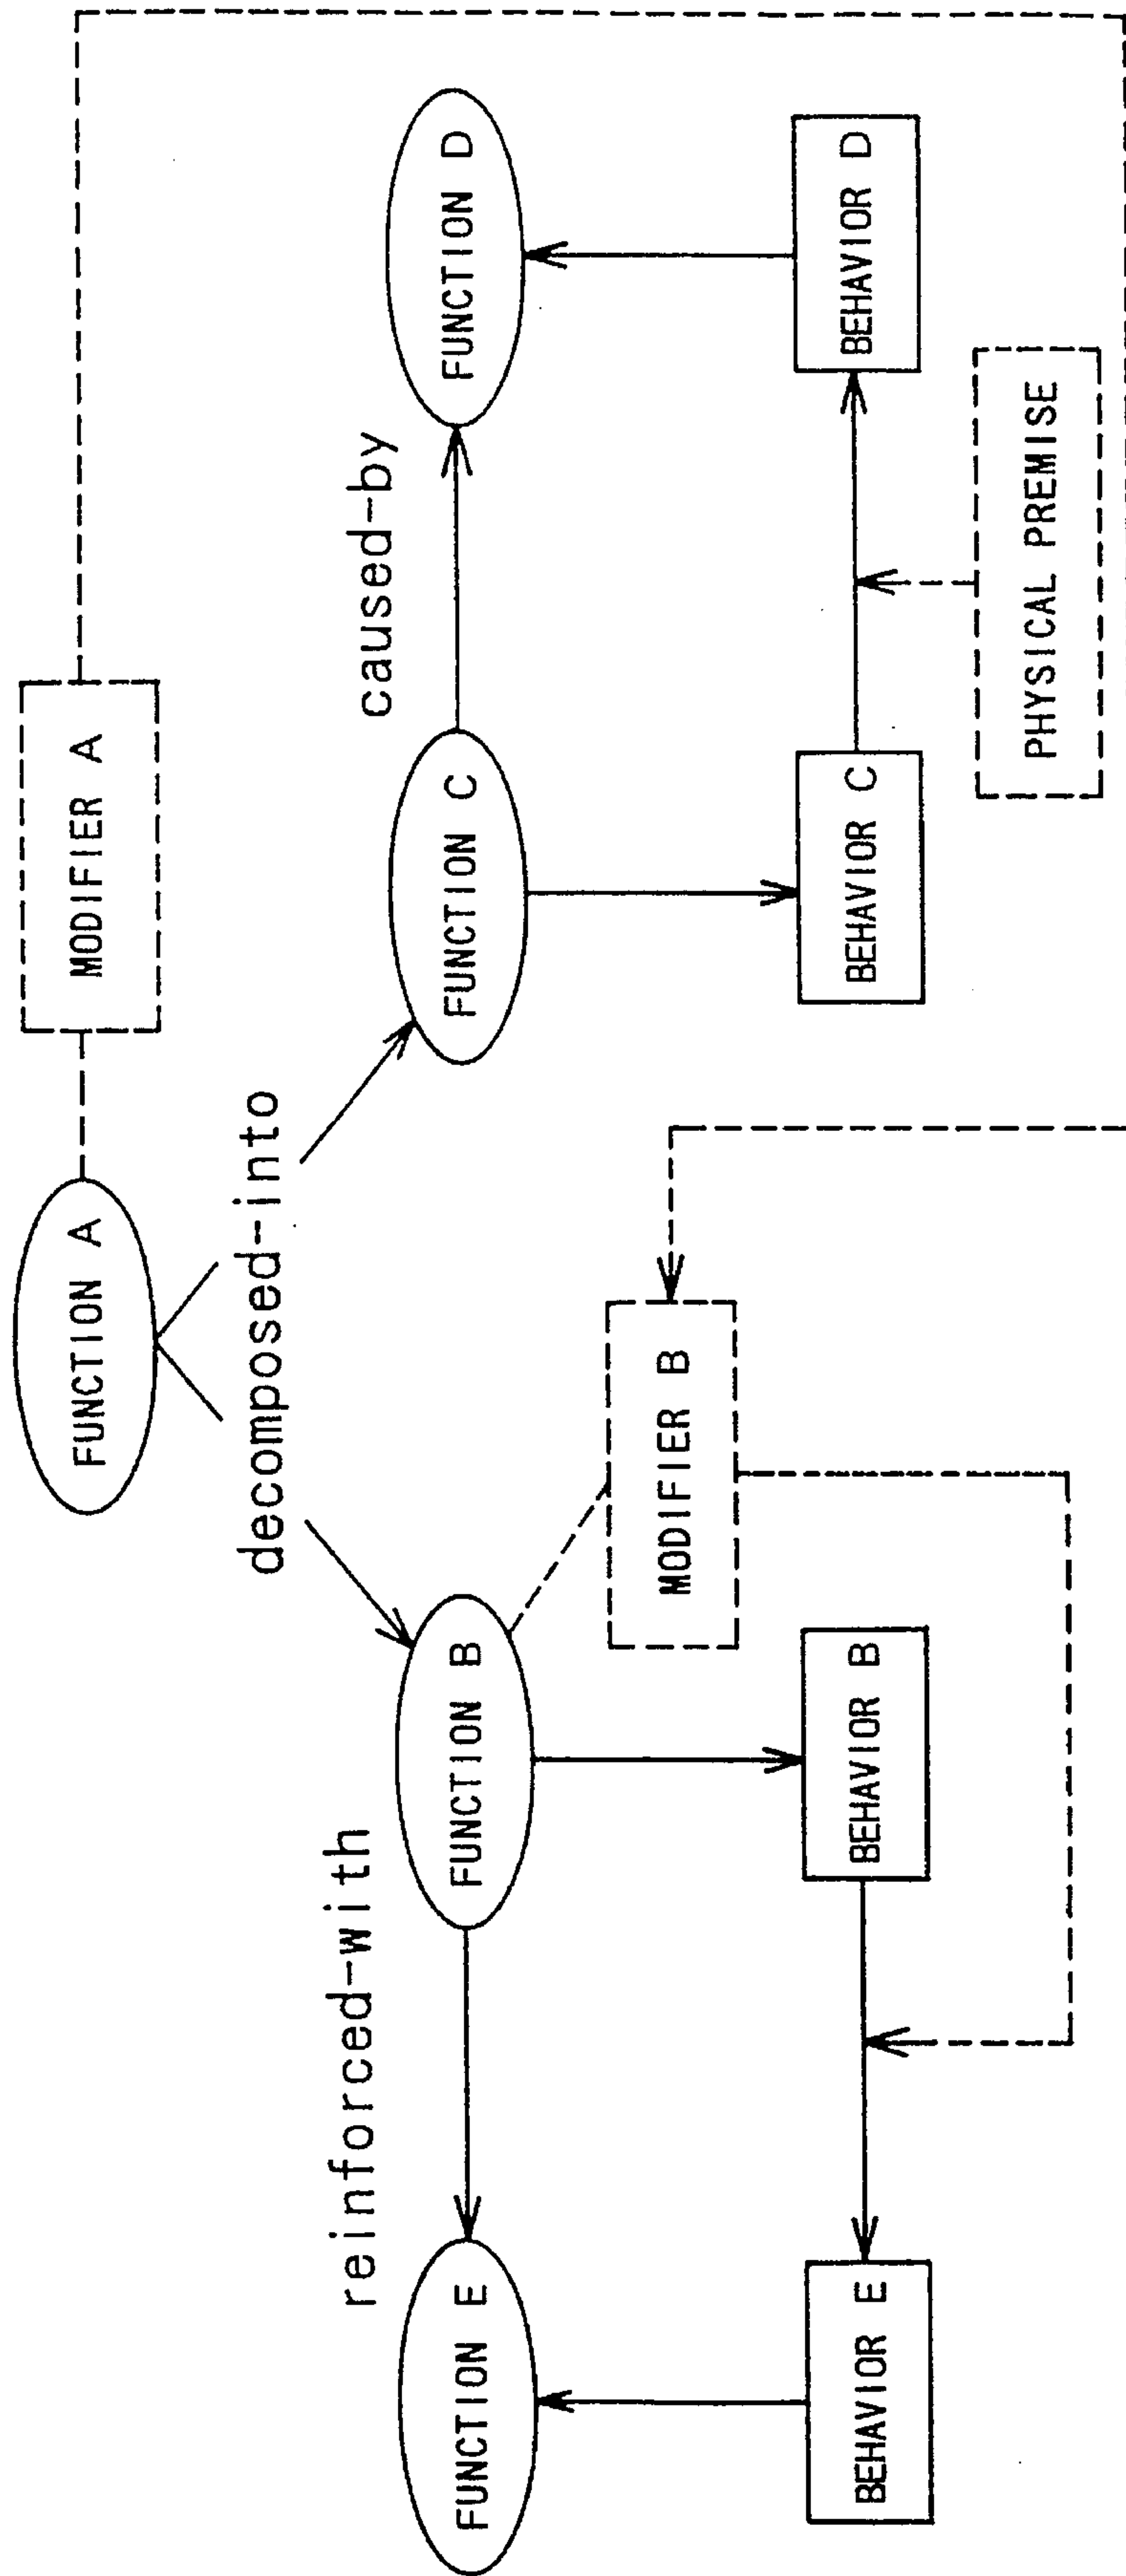 FUNCTION A
MODIFIER A
decomposed-into
reinforced-with
caused-by
FUNCTION E
FUNCTION B
FUNCTION C
FUNCTION D
MODIFIER B
BEHAVIOR E
BEHAVIOR B
BEHAVIOR C
BEHAVIOR D
PHYSICAL PREMISE